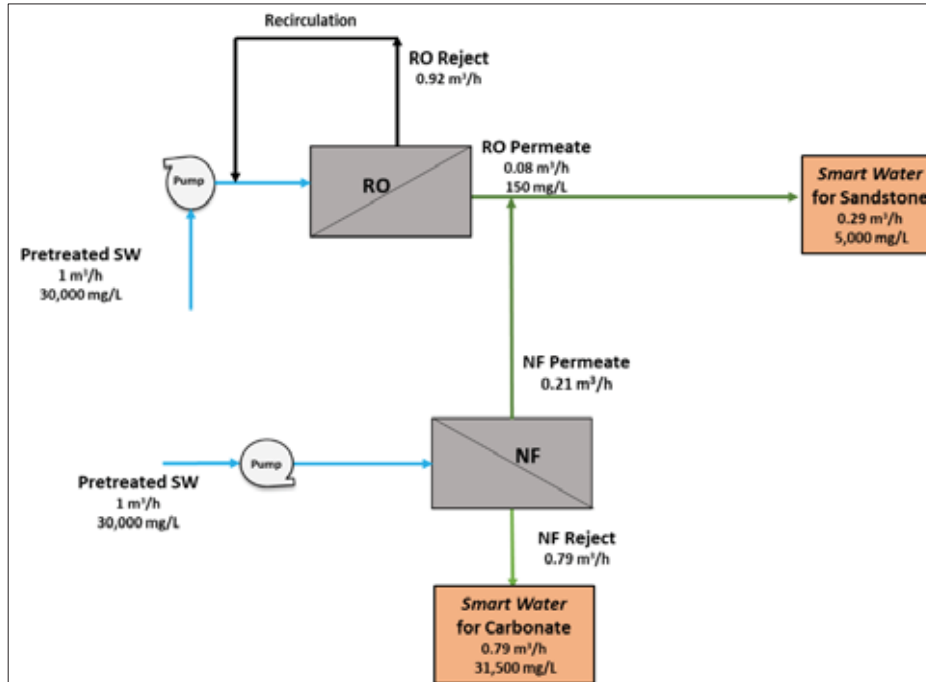 Recirculation
RO Reject
0.92 m³/h
Pump
RO
RO Permeate
0.08 m³/h
150 mg/L
Smart Water
for Sandstone
0.29 m³/h
5,000 mg/L
Pretreated SW
1 m³/h
30,000 mg/L
NF Permeate
0.21 m³/h
Pump
NF
Pretreated SW
1 m³/h
30,000 mg/L
NF Reject
0.79 m³/h
Smart Water
for Carbonate
0.79 m³/h
31,500 mg/L